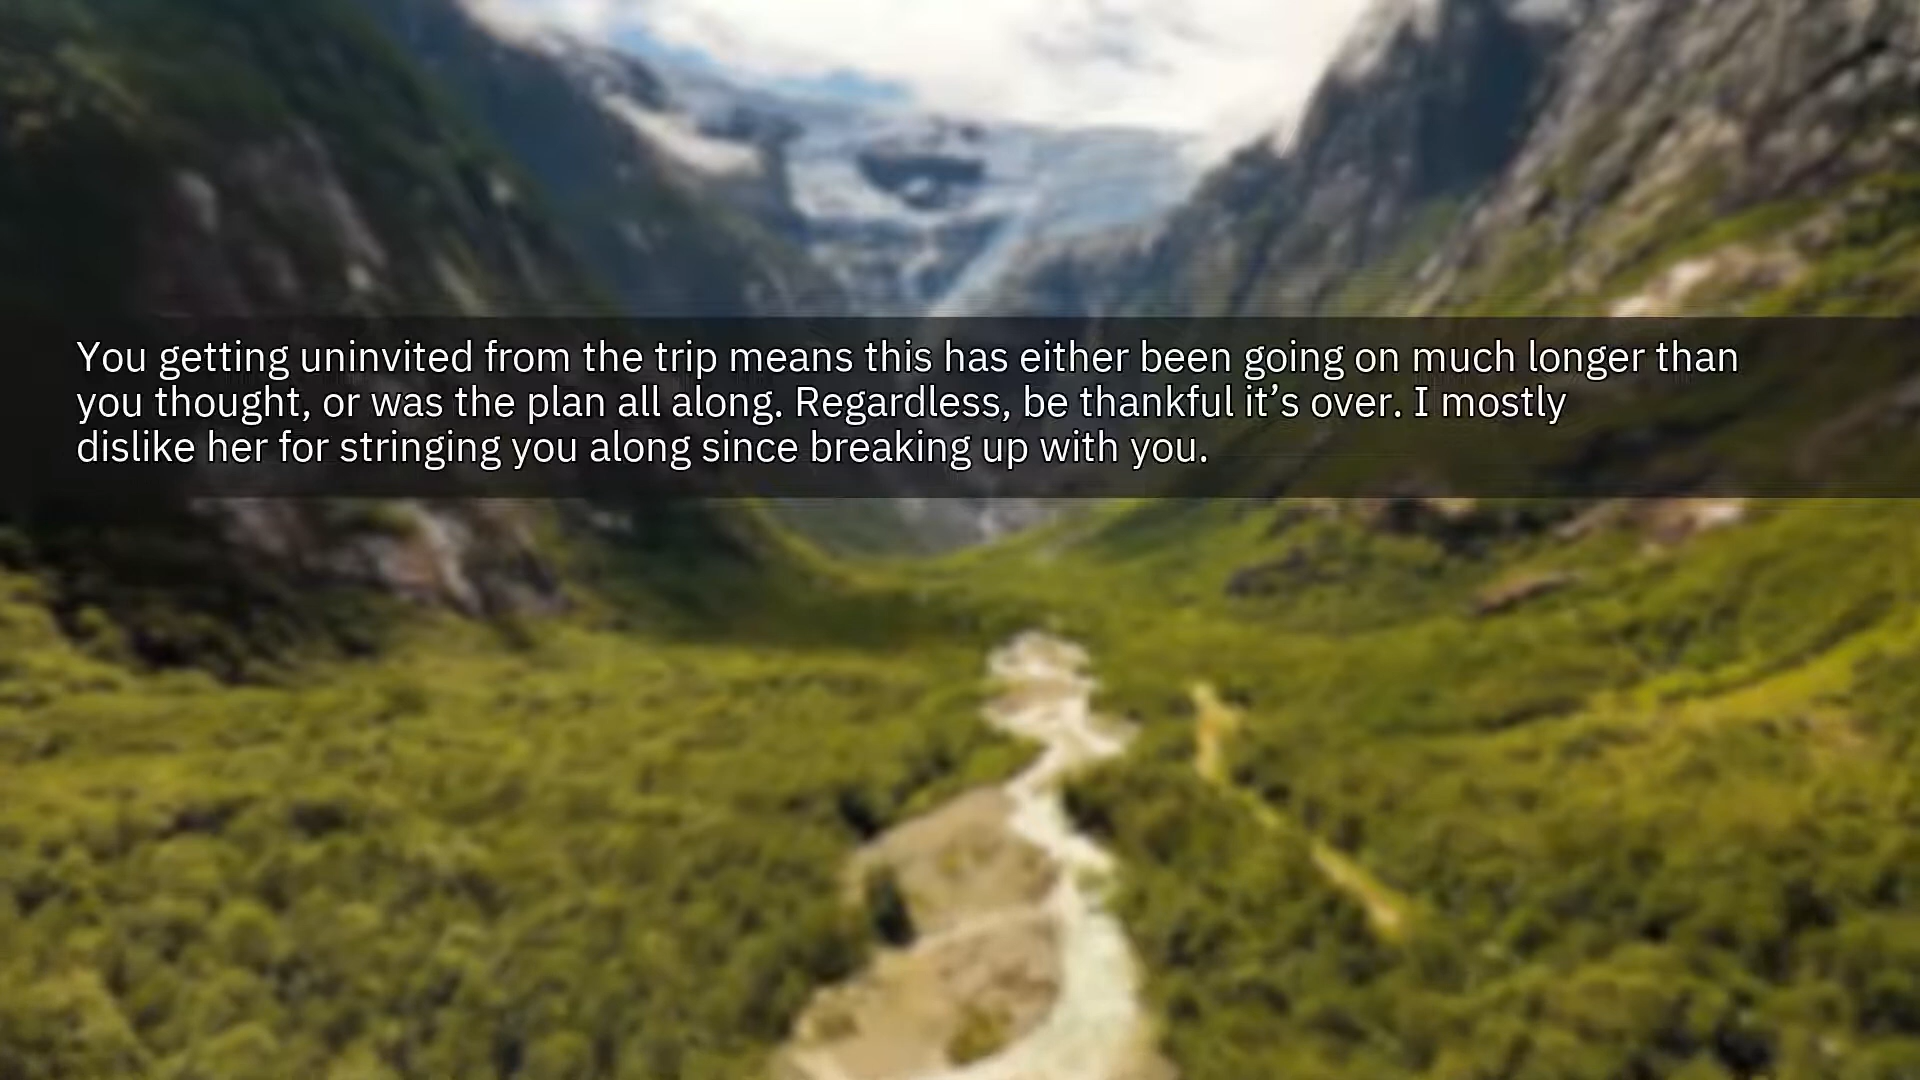 You getting uninvited from the trip means this has either been going on much longer than
you thought, or was the plan all along. Regardless, be thankful it’s over. I mostly
dislike her for stringing you along since breaking up with you.